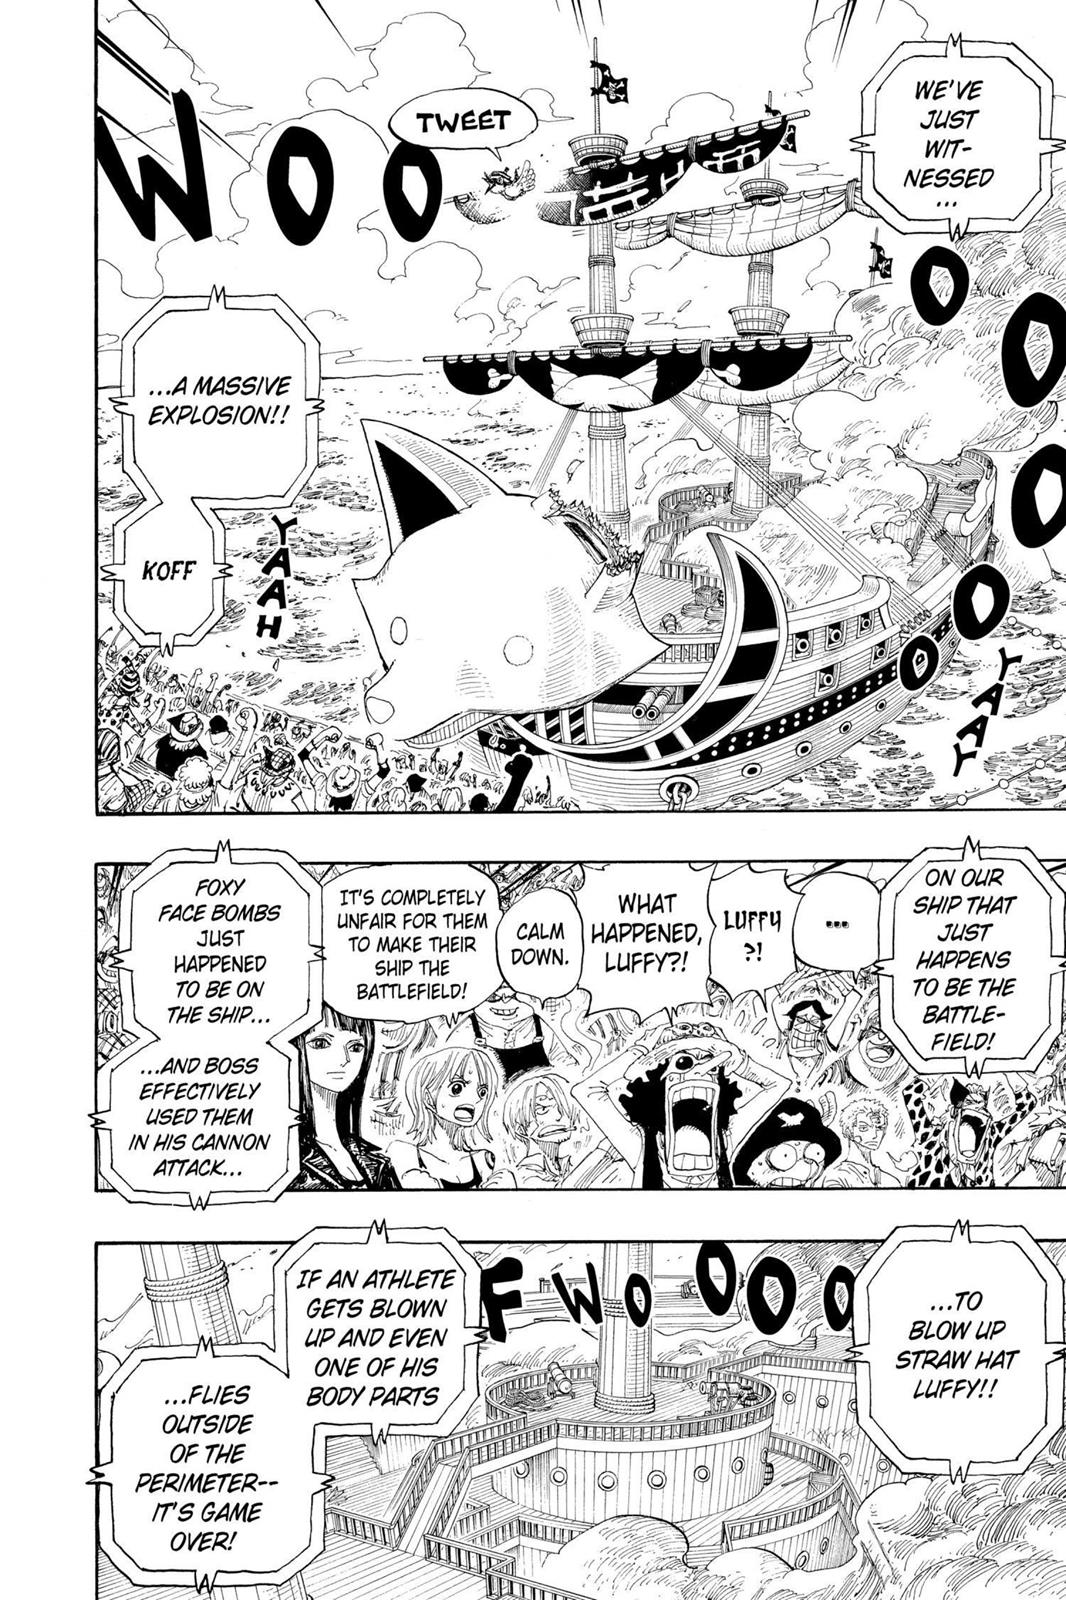 WE'VE
JUST
WIT-
NESSED
...
TWEET
WOO
OOOOO
...A MASSIVE
EXPLOSION!!
KOFF
YAAH
YAAY
ON OUR
SHIP THAT
JUST
HAPPENS
TO BE THE
BATTLE-
FIELD!
...
LUFFY
?!
WHAT
HAPPENED,
LUFFY?!
CALM
DOWN.
IT'S COMPLETELY
UNFAIR FOR THEM
TO MAKE THEIR
SHIP THE
BATTLEFIELD!
FOXY
FACE BOMBS
JUST
HAPPENED
TO BE ON
THE SHIP...
...AND BOSS
EFFECTIVELY
USED THEM
IN HIS CANNON
ATTACK...
...TO
BLOW UP
STRAW HAT
LUFFY!!
FWOOOOO
IF AN ATHLETE
GETS BLOWN
UP AND EVEN
ONE OF HIS
BODY PARTS
...FLIES
OUTSIDE
OF THE
PERIMETER--
IT'S GAME
OVER!